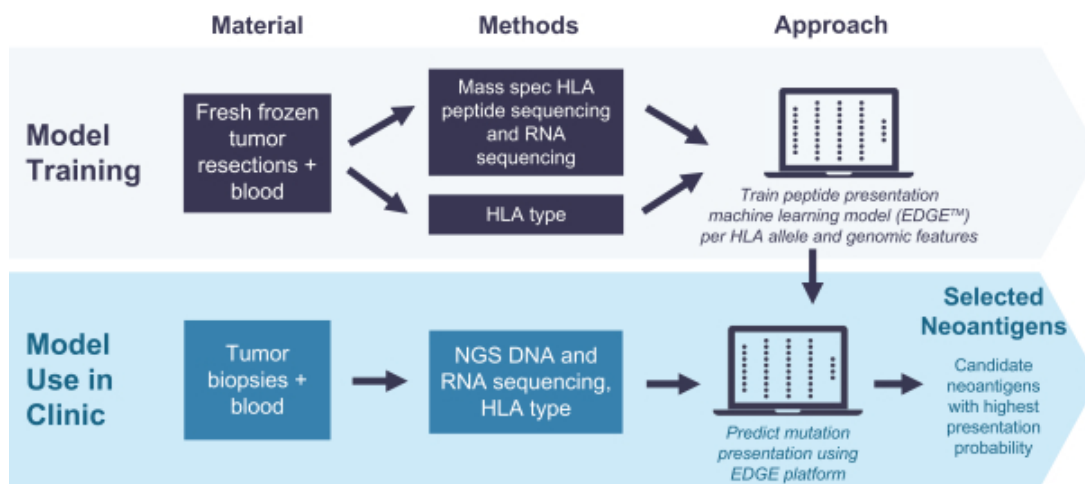 Material
Methods
Approach
Model
Training
Fresh frozen
tumor
resections +
blood
Mass spec HLA
peptide sequencing
and RNA
sequencing
HLA type
Train peptide presentation
machine learning model (EDGE™)
per HLA allele and genomic features
Model
Use in
Clinic
Tumor
biopsies +
blood
NGS DNA and
RNA sequencing,
HLA type
Predict mutation
presentation using
EDGE platform
Selected
Neoantigens
Candidate
neoantigens
with highest
presentation
probability